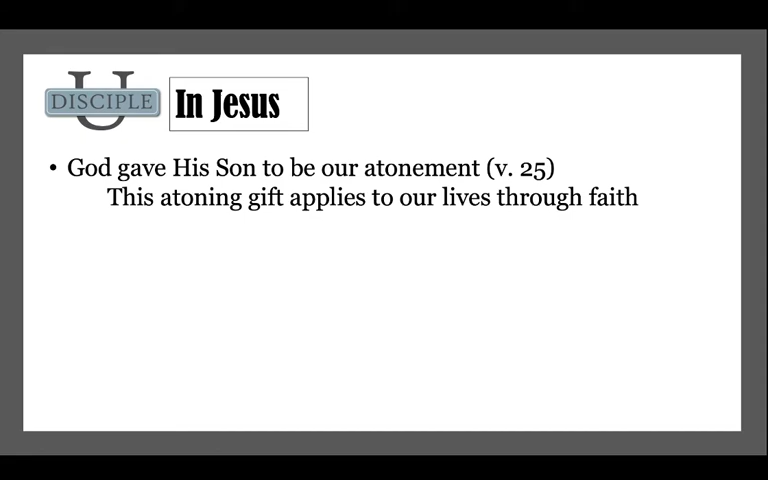 U
DISCIPLE
In Jesus
• God gave His Son to be our atonement (v. 25)
This atoning gift applies to our lives through faith